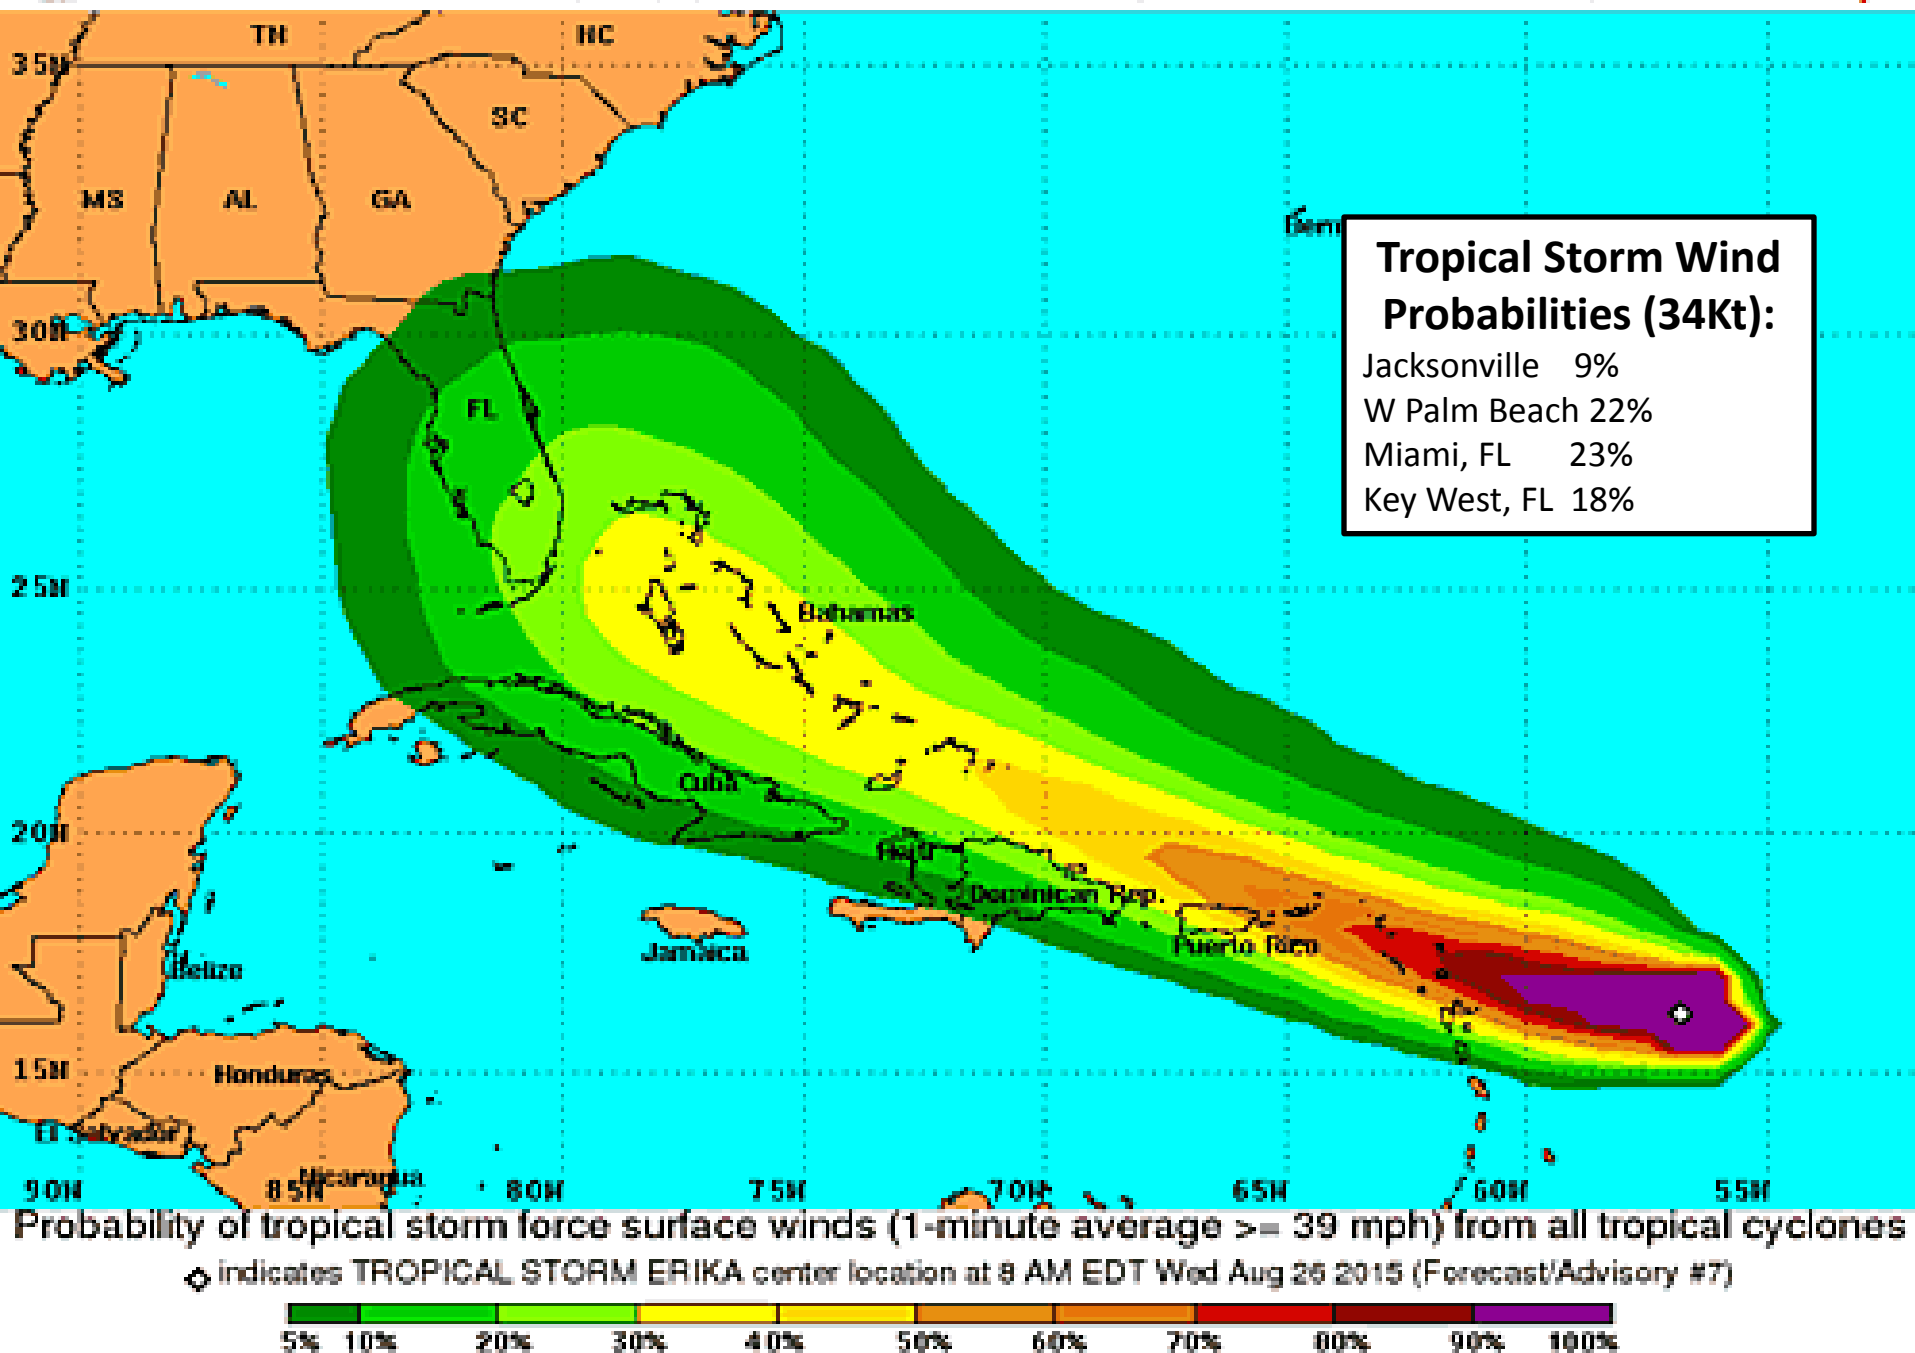 TN
NC
35N
SC
MS
AL
GA
Tropical Storm Wind
Probabilities (34Kt):
30N
Jacksonville 9%
W Palm Beach 22%
FL
Miami, FL 23%
Key West, FL 18%
25N
Bahamas
Cuba
20N
Haiti
Dominican Rep.
Jamaica
Puerto Rico
Belize
15N
Honduras
El Salvador
Nicaragua
90W 85W 80W 75W 70W 65W 60W 55W
Probability of tropical storm force surface winds (1-minute average >= 39 mph) from all tropical cyclones
indicates TROPICAL STORM ERIKA center location at 8 AM EDT Wed Aug 26 2015 (Forecast/Advisory #7)
5% 10% 20% 30% 40% 50% 60% 70% 80% 90% 100%